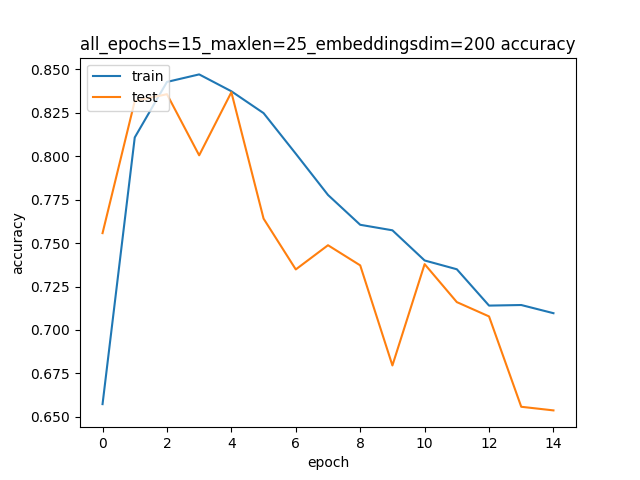 all_epochs=15_maxlen=25_embeddingsdim=200 accuracy
train
test
accuracy
0.850
0.825
0.800
0.775
0.750
0.725
0.700
0.675
0.650
0 2 4 6 8 10 12 14
epoch